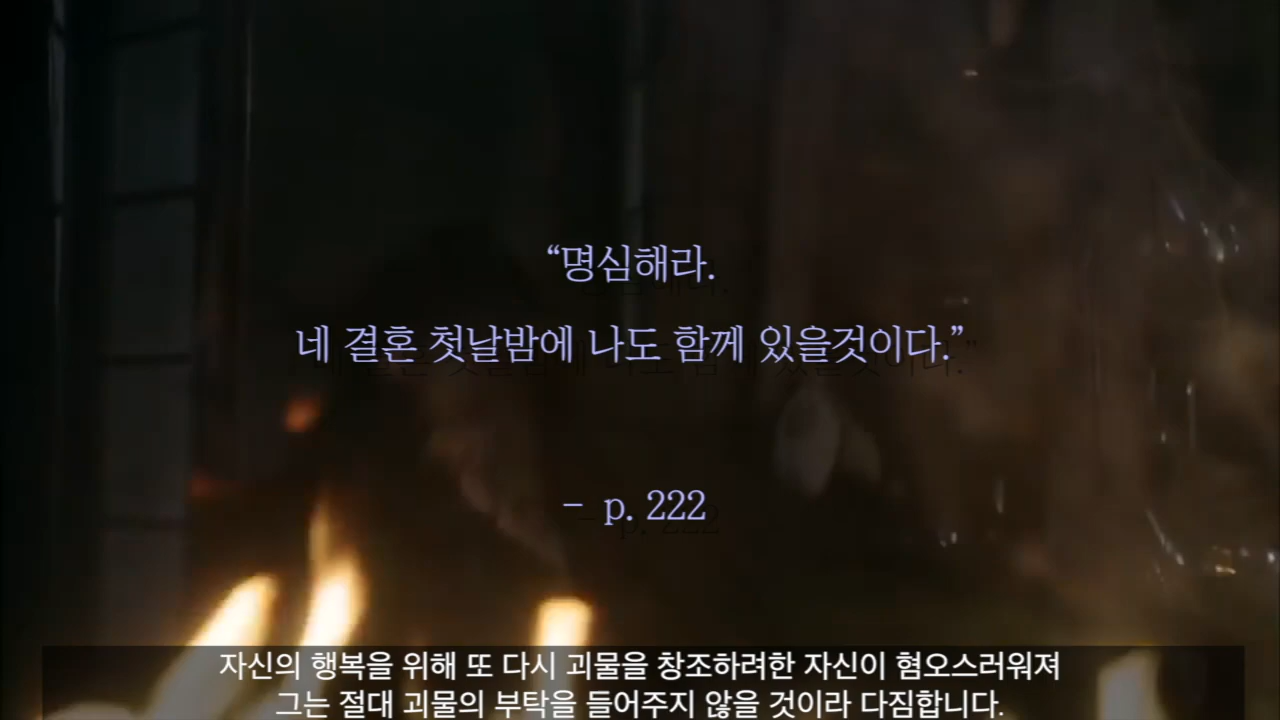 “명심해라.
네 결혼 첫날밤에 나도 함께 있을것이다.”
– p. 222
자신의 행복을 위해 또 다시 괴물을 창조하려한 자신이 혐오스러워져
그는 절대 괴물의 부탁을 들어주지 않을 것이라 다짐합니다.